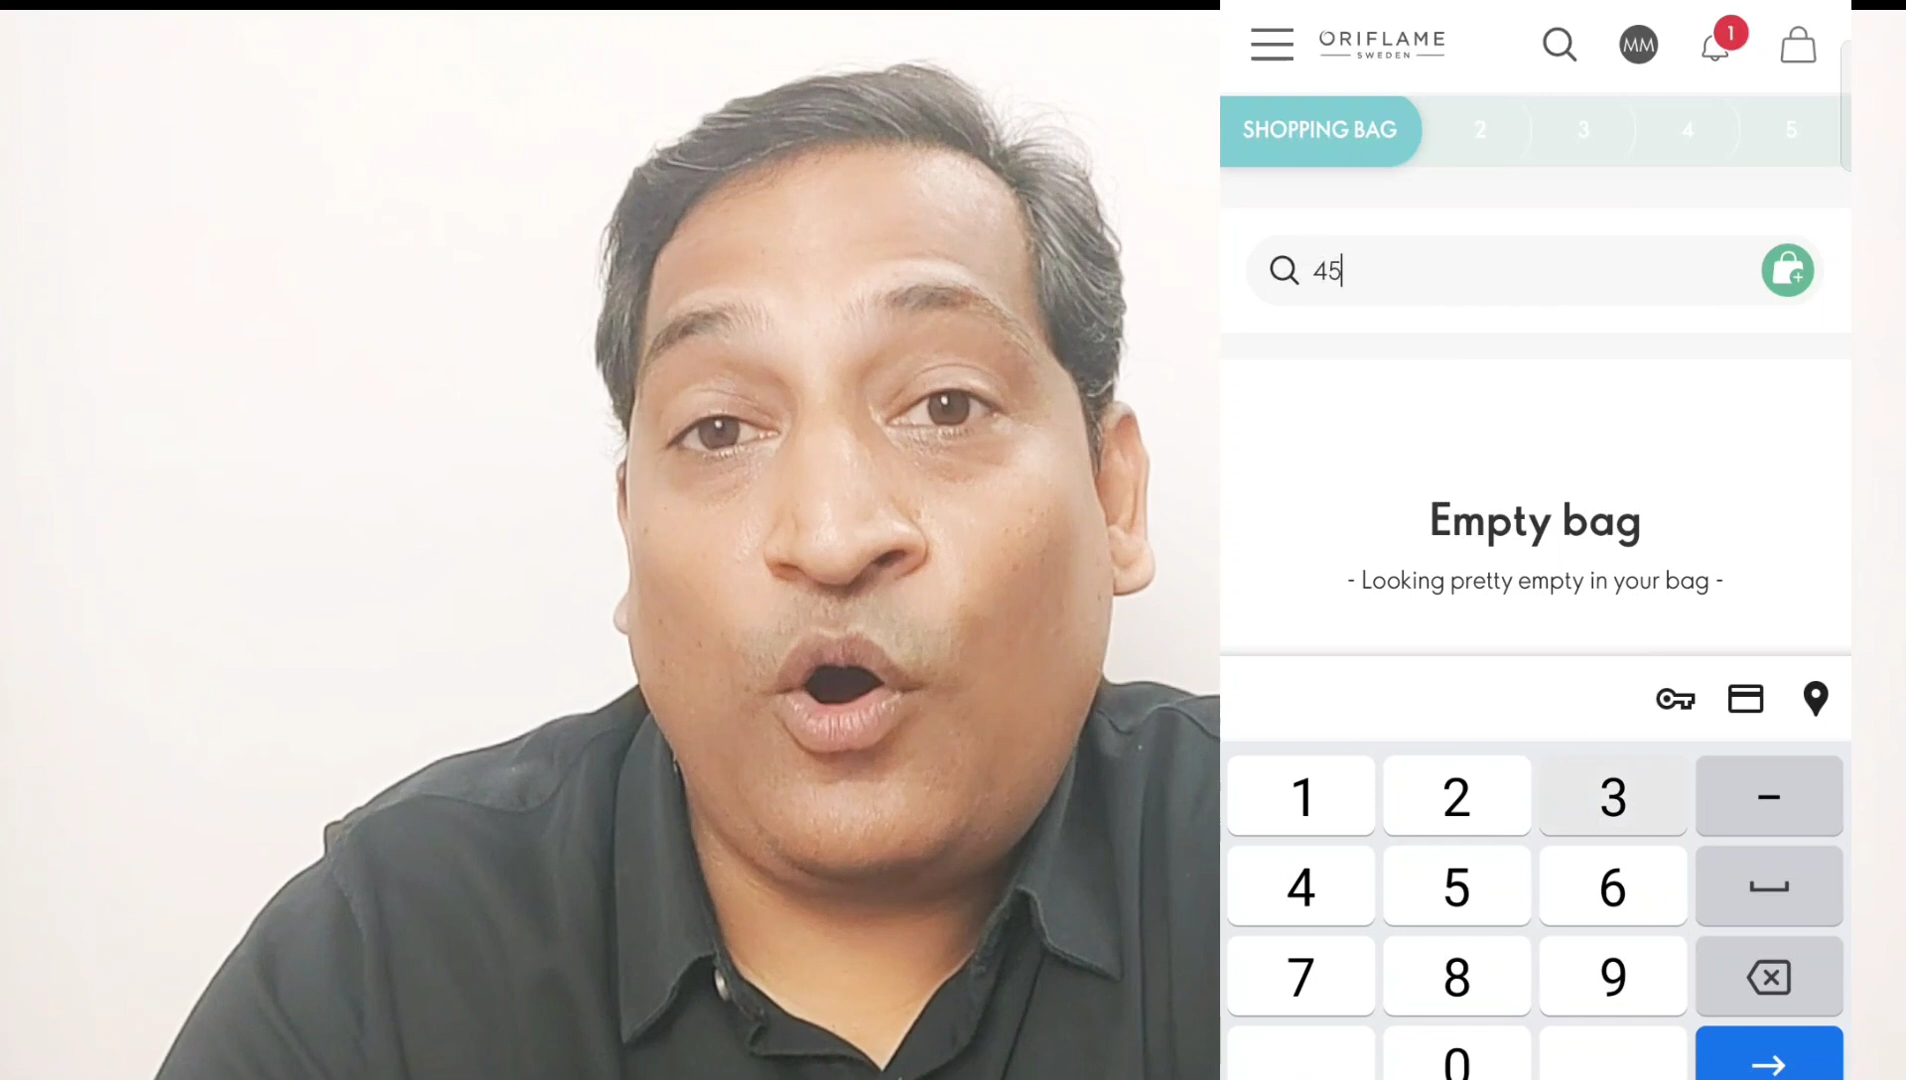 ORIFLAME
SWEDEN
MM
1
SHOPPING BAG
2
3
4
5
45
Empty bag
- Looking pretty empty in your bag -
1 2 3 -
4 5 6
7 8 9
0